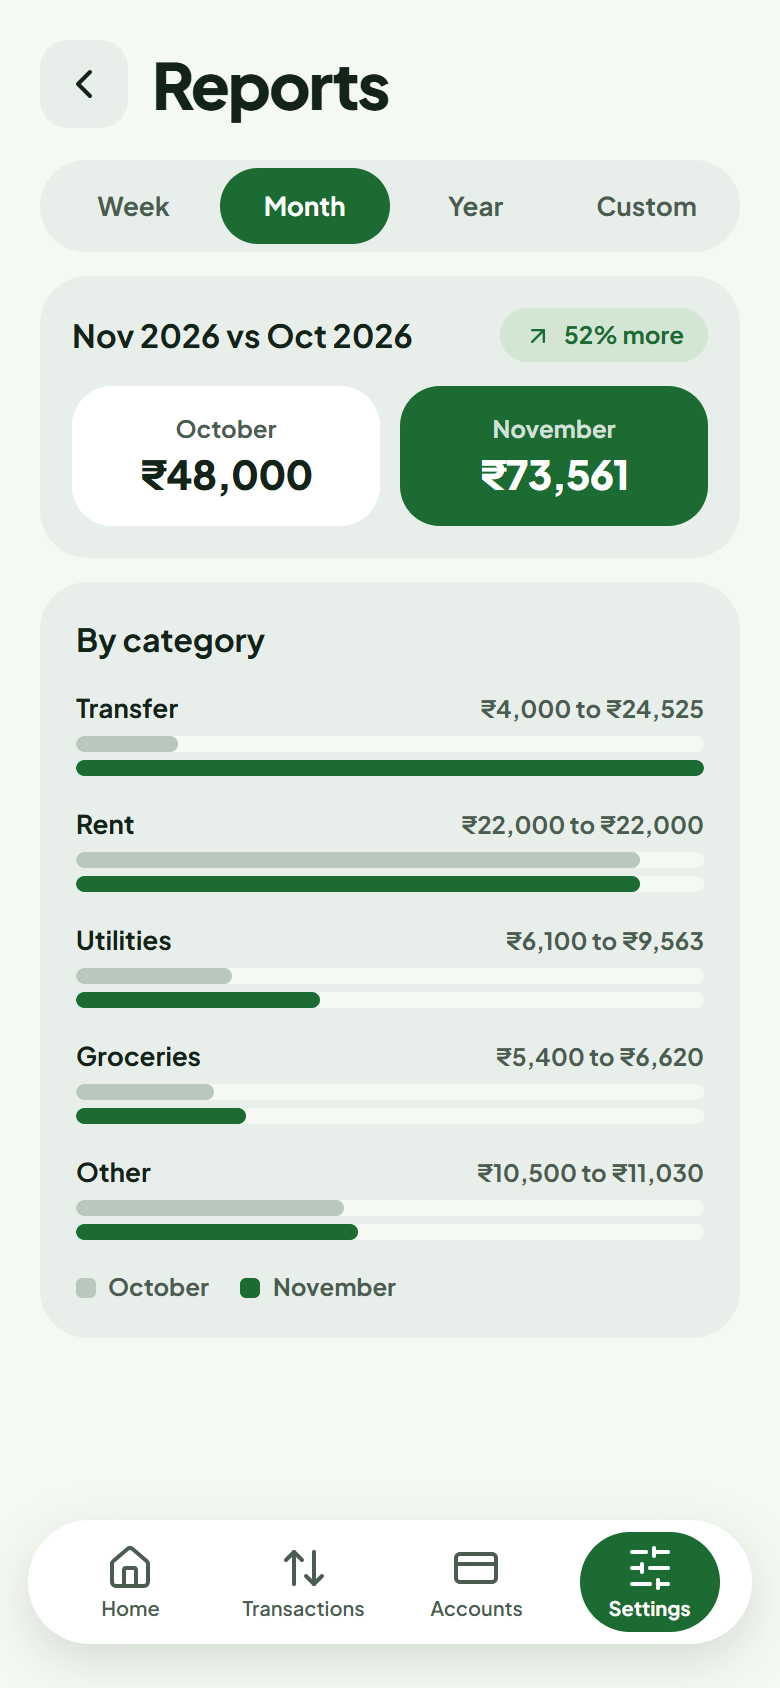 Reports
Week Month Year Custom
Nov 2026 vs Oct 2026 52% more
October November
₹48,000 ₹73,561
By category
Transfer ₹4,000 to ₹24,525
Rent ₹22,000 to ₹22,000
Utilities ₹6,100 to ₹9,563
Groceries ₹5,400 to ₹6,620
Other ₹10,500 to ₹11,030
October November
Home Transactions Accounts Settings